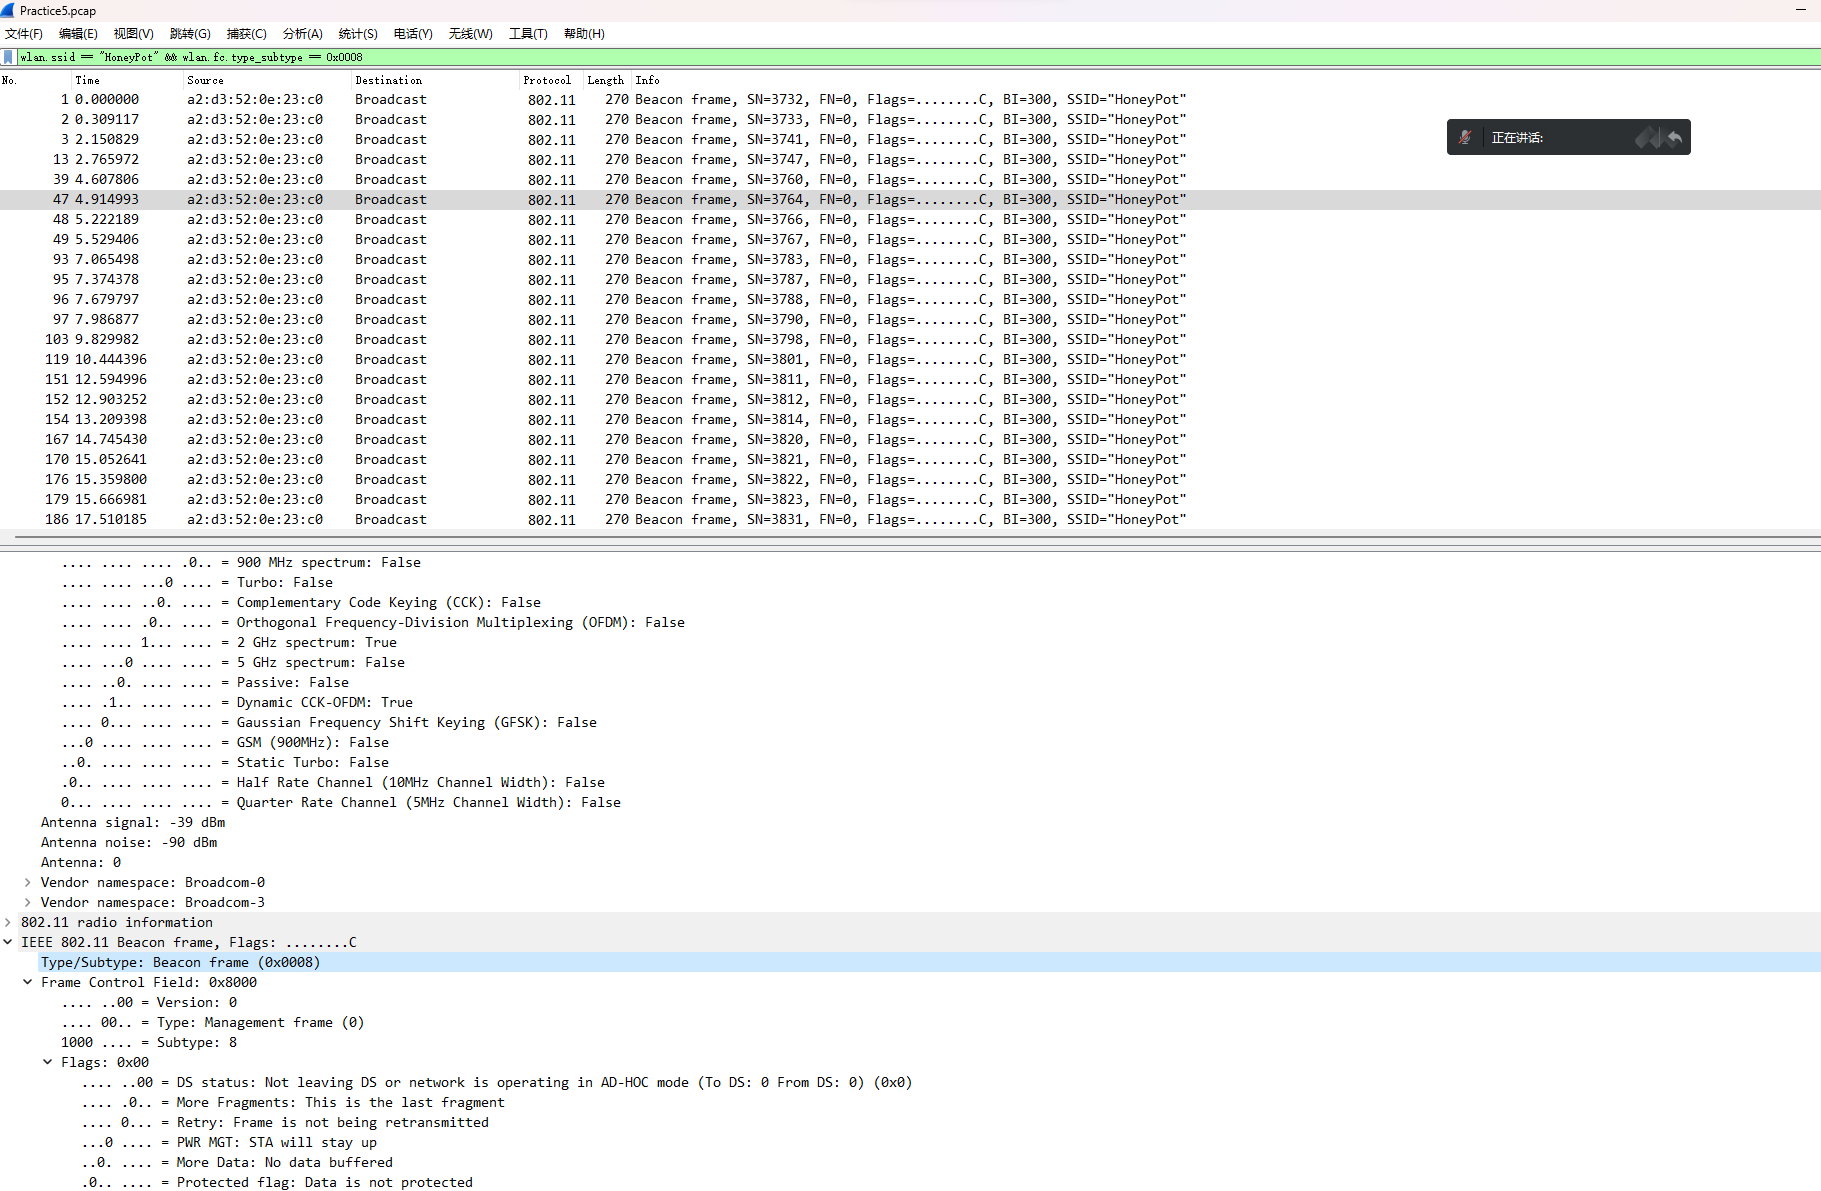 Practice5.pcap
文件(F) 编辑(E) 视图(V) 跳转(G) 捕获(C) 分析(A) 统计(S) 电话(Y) 无线(W) 工具(T) 帮助(H)
wlan.ssid == "HoneyPot" && wlan.fc.type_subtype == 0x0008
No. Time Source Destination Protocol Length Info
1 0.000000 a2:d3:52:0e:23:c0 Broadcast 802.11 270 Beacon frame, SN=3732, FN=0, Flags=........C, BI=300, SSID="HoneyPot"
2 0.309117 a2:d3:52:0e:23:c0 Broadcast 802.11 270 Beacon frame, SN=3733, FN=0, Flags=........C, BI=300, SSID="HoneyPot"
3 2.150829 a2:d3:52:0e:23:c0 Broadcast 802.11 270 Beacon frame, SN=3741, FN=0, Flags=........C, BI=300, SSID="HoneyPot"
13 2.765972 a2:d3:52:0e:23:c0 Broadcast 802.11 270 Beacon frame, SN=3747, FN=0, Flags=........C, BI=300, SSID="HoneyPot"
39 4.607806 a2:d3:52:0e:23:c0 Broadcast 802.11 270 Beacon frame, SN=3760, FN=0, Flags=........C, BI=300, SSID="HoneyPot"
47 4.914993 a2:d3:52:0e:23:c0 Broadcast 802.11 270 Beacon frame, SN=3764, FN=0, Flags=........C, BI=300, SSID="HoneyPot"
48 5.222189 a2:d3:52:0e:23:c0 Broadcast 802.11 270 Beacon frame, SN=3766, FN=0, Flags=........C, BI=300, SSID="HoneyPot"
49 5.529406 a2:d3:52:0e:23:c0 Broadcast 802.11 270 Beacon frame, SN=3767, FN=0, Flags=........C, BI=300, SSID="HoneyPot"
93 7.065498 a2:d3:52:0e:23:c0 Broadcast 802.11 270 Beacon frame, SN=3783, FN=0, Flags=........C, BI=300, SSID="HoneyPot"
95 7.374378 a2:d3:52:0e:23:c0 Broadcast 802.11 270 Beacon frame, SN=3787, FN=0, Flags=........C, BI=300, SSID="HoneyPot"
96 7.679797 a2:d3:52:0e:23:c0 Broadcast 802.11 270 Beacon frame, SN=3788, FN=0, Flags=........C, BI=300, SSID="HoneyPot"
97 7.986877 a2:d3:52:0e:23:c0 Broadcast 802.11 270 Beacon frame, SN=3790, FN=0, Flags=........C, BI=300, SSID="HoneyPot"
103 9.829982 a2:d3:52:0e:23:c0 Broadcast 802.11 270 Beacon frame, SN=3798, FN=0, Flags=........C, BI=300, SSID="HoneyPot"
119 10.444396 a2:d3:52:0e:23:c0 Broadcast 802.11 270 Beacon frame, SN=3801, FN=0, Flags=........C, BI=300, SSID="HoneyPot"
151 12.594996 a2:d3:52:0e:23:c0 Broadcast 802.11 270 Beacon frame, SN=3811, FN=0, Flags=........C, BI=300, SSID="HoneyPot"
152 12.903252 a2:d3:52:0e:23:c0 Broadcast 802.11 270 Beacon frame, SN=3812, FN=0, Flags=........C, BI=300, SSID="HoneyPot"
154 13.209398 a2:d3:52:0e:23:c0 Broadcast 802.11 270 Beacon frame, SN=3814, FN=0, Flags=........C, BI=300, SSID="HoneyPot"
167 14.745430 a2:d3:52:0e:23:c0 Broadcast 802.11 270 Beacon frame, SN=3820, FN=0, Flags=........C, BI=300, SSID="HoneyPot"
170 15.052641 a2:d3:52:0e:23:c0 Broadcast 802.11 270 Beacon frame, SN=3821, FN=0, Flags=........C, BI=300, SSID="HoneyPot"
176 15.359800 a2:d3:52:0e:23:c0 Broadcast 802.11 270 Beacon frame, SN=3822, FN=0, Flags=........C, BI=300, SSID="HoneyPot"
179 15.666981 a2:d3:52:0e:23:c0 Broadcast 802.11 270 Beacon frame, SN=3823, FN=0, Flags=........C, BI=300, SSID="HoneyPot"
186 17.510185 a2:d3:52:0e:23:c0 Broadcast 802.11 270 Beacon frame, SN=3831, FN=0, Flags=........C, BI=300, SSID="HoneyPot"
正在讲话:
.... .... .... .0.. = 900 MHz spectrum: False
.... .... ...0 .... = Turbo: False
.... .... ..0. .... = Complementary Code Keying (CCK): False
.... .... .0.. .... = Orthogonal Frequency-Division Multiplexing (OFDM): False
.... .... 1... .... = 2 GHz spectrum: True
.... ...0 .... .... = 5 GHz spectrum: False
.... ..0. .... .... = Passive: False
.... .1.. .... .... = Dynamic CCK-OFDM: True
.... 0... .... .... = Gaussian Frequency Shift Keying (GFSK): False
...0 .... .... .... = GSM (900MHz): False
..0. .... .... .... = Static Turbo: False
.0.. .... .... .... = Half Rate Channel (10MHz Channel Width): False
0... .... .... .... = Quarter Rate Channel (5MHz Channel Width): False
Antenna signal: -39 dBm
Antenna noise: -90 dBm
Antenna: 0
Vendor namespace: Broadcom-0
Vendor namespace: Broadcom-3
802.11 radio information
IEEE 802.11 Beacon frame, Flags: ........C
Type/Subtype: Beacon frame (0x0008)
Frame Control Field: 0x8000
.... ..00 = Version: 0
.... 00.. = Type: Management frame (0)
1000 .... = Subtype: 8
Flags: 0x00
.... ..00 = DS status: Not leaving DS or network is operating in AD-HOC mode (To DS: 0 From DS: 0) (0x0)
.... .0.. = More Fragments: This is the last fragment
.... 0... = Retry: Frame is not being retransmitted
...0 .... = PWR MGT: STA will stay up
..0. .... = More Data: No data buffered
.0.. .... = Protected flag: Data is not protected